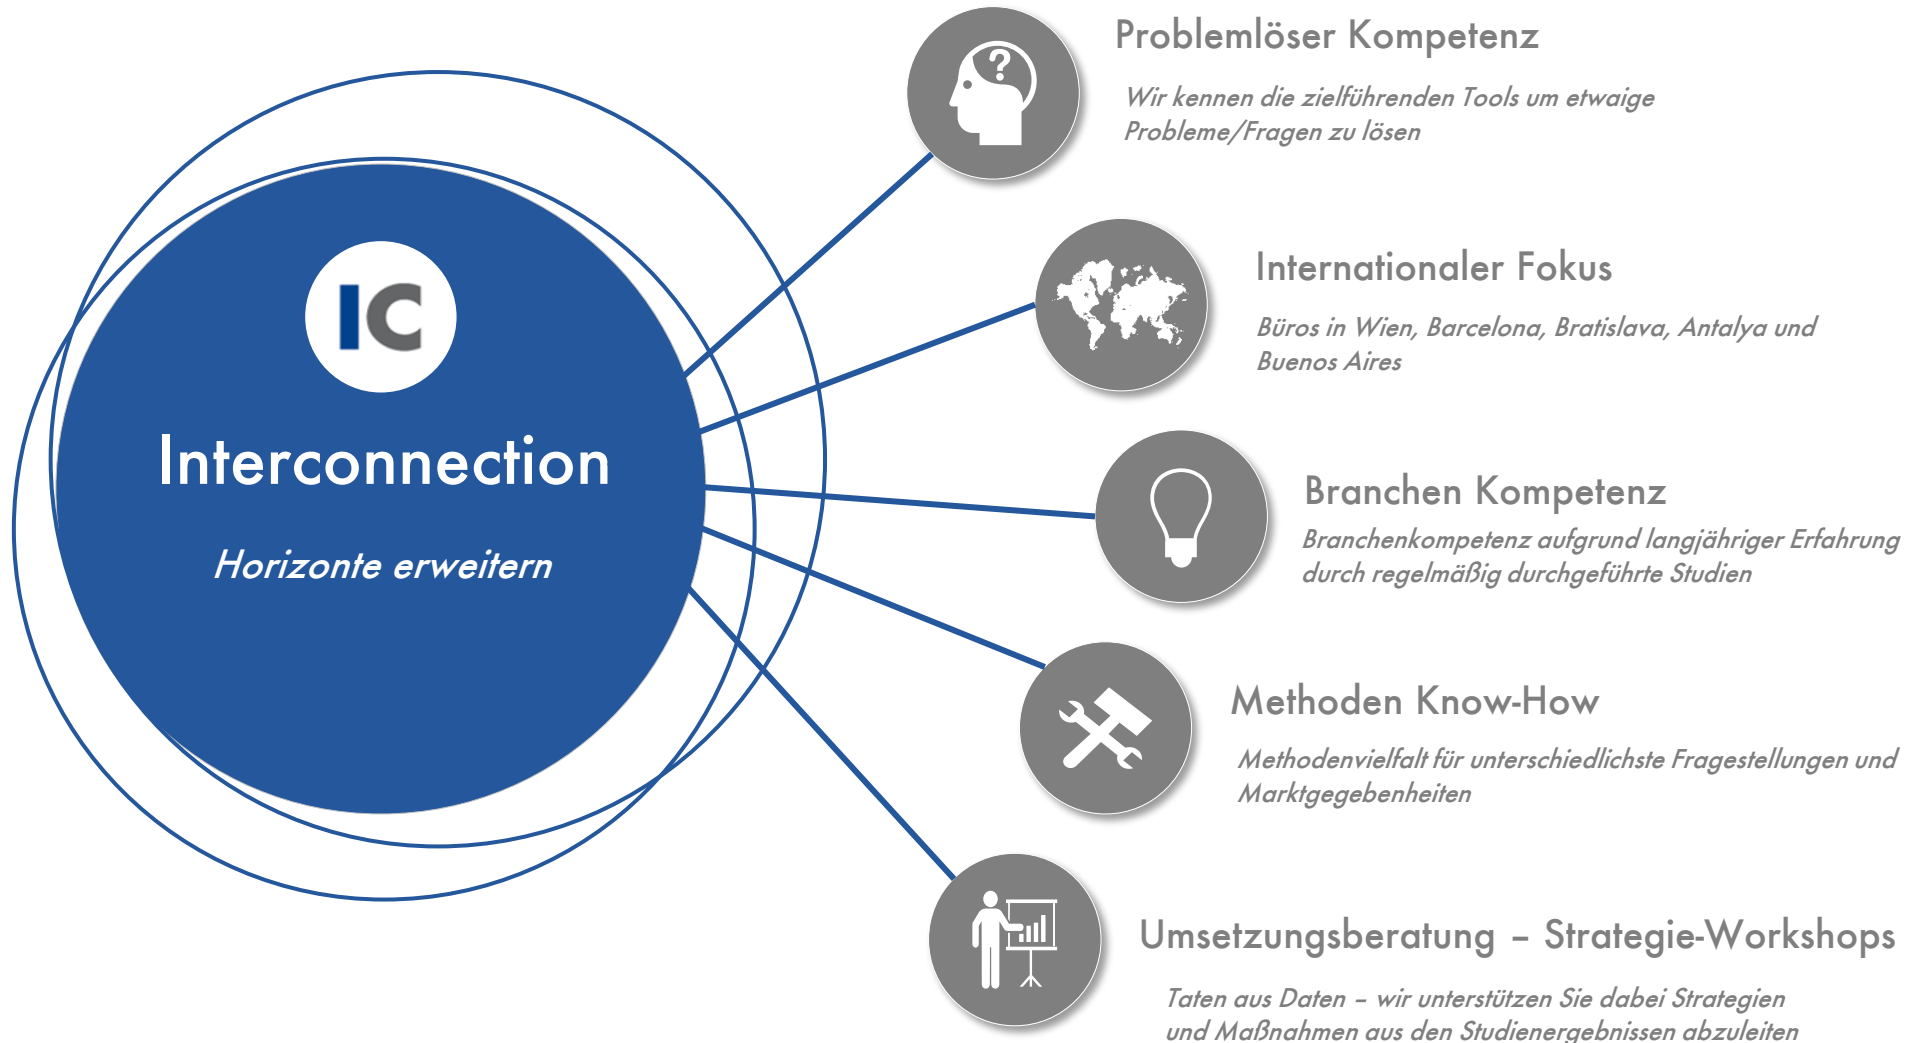 IC
Interconnection
Horizonte erweitern
?
Problemlöser Kompetenz
Wir kennen die zielführenden Tools um etwaige
Probleme/Fragen zu lösen
Internationaler Fokus
Büros in Wien, Barcelona, Bratislava, Antalya und
Buenos Aires
Branchen Kompetenz
Branchenkompetenz aufgrund langjähriger Erfahrung
durch regelmäßig durchgeführte Studien
Methoden Know-How
Methodenvielfalt für unterschiedlichste Fragestellungen und
Marktgegebenheiten
Umsetzungsberatung – Strategie-Workshops
Taten aus Daten – wir unterstützen Sie dabei Strategien
und Maßnahmen aus den Studienergebnissen abzuleiten